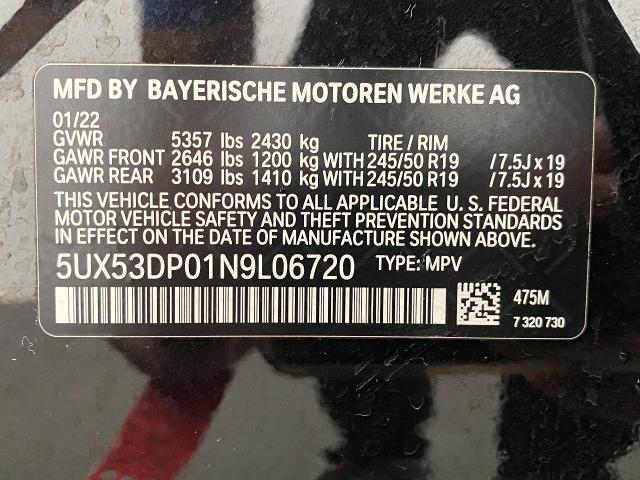 MFD BY BAYERISCHE MOTOREN WERKE AG
01/22
GVWR 5357 lbs 2430 kg TIRE / RIM
GAWR FRONT 2646 lbs 1200 kg WITH 245/50 R19 /7.5J x 19
GAWR REAR 3109 lbs 1410 kg WITH 245/50 R19 /7.5J x 19
THIS VEHICLE CONFORMS TO ALL APPLICABLE U. S. FEDERAL
MOTOR VEHICLE SAFETY AND THEFT PREVENTION STANDARDS
IN EFFECT ON THE DATE OF MANUFACTURE SHOWN ABOVE.
5UX53DP01N9L06720 TYPE: MPV
475M
7 320 730